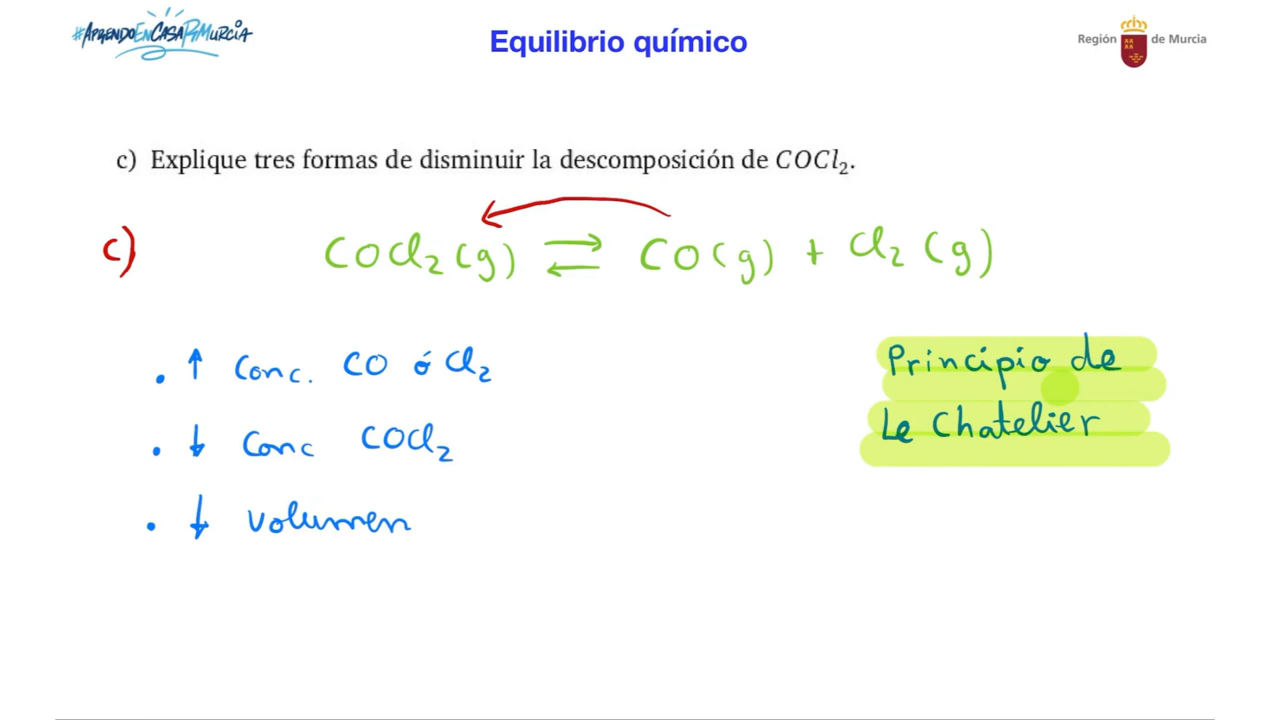 #APRENDOENCASARMURCIA
Equilibrio químico
Región de Murcia
c) Explique tres formas de disminuir la descomposición de COCl₂.
c) COCl₂ (g) ⇄ CO (g) + Cl₂ (g)
. ↑ Conc. CO ó Cl₂
. ↓ Conc COCl₂
. ↓ Volumen
Principio de
Le Chatelier